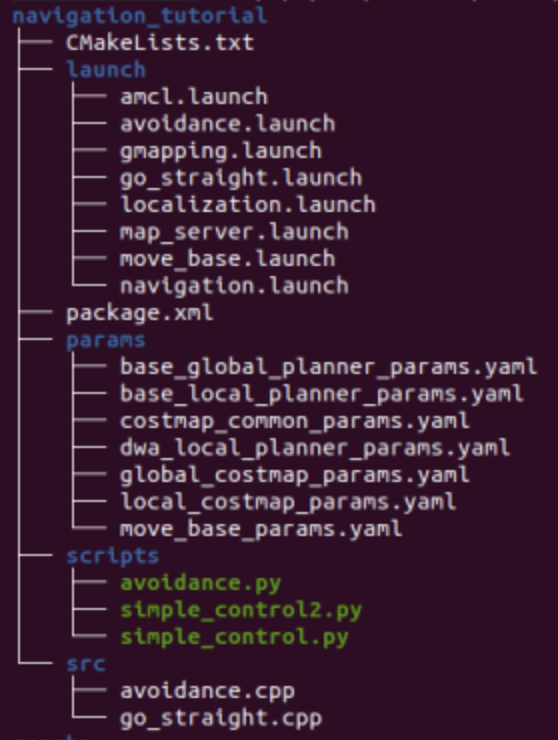 navigation_tutorial
CMakeLists.txt
launch
amcl.launch
avoidance.launch
gmapping.launch
go_straight.launch
localization.launch
map_server.launch
move_base.launch
navigation.launch
package.xml
params
base_global_planner_params.yaml
base_local_planner_params.yaml
costmap_common_params.yaml
dwa_local_planner_params.yaml
global_costmap_params.yaml
local_costmap_params.yaml
move_base_params.yaml
scripts
avoidance.py
simple_control2.py
simple_control.py
src
avoidance.cpp
go_straight.cpp